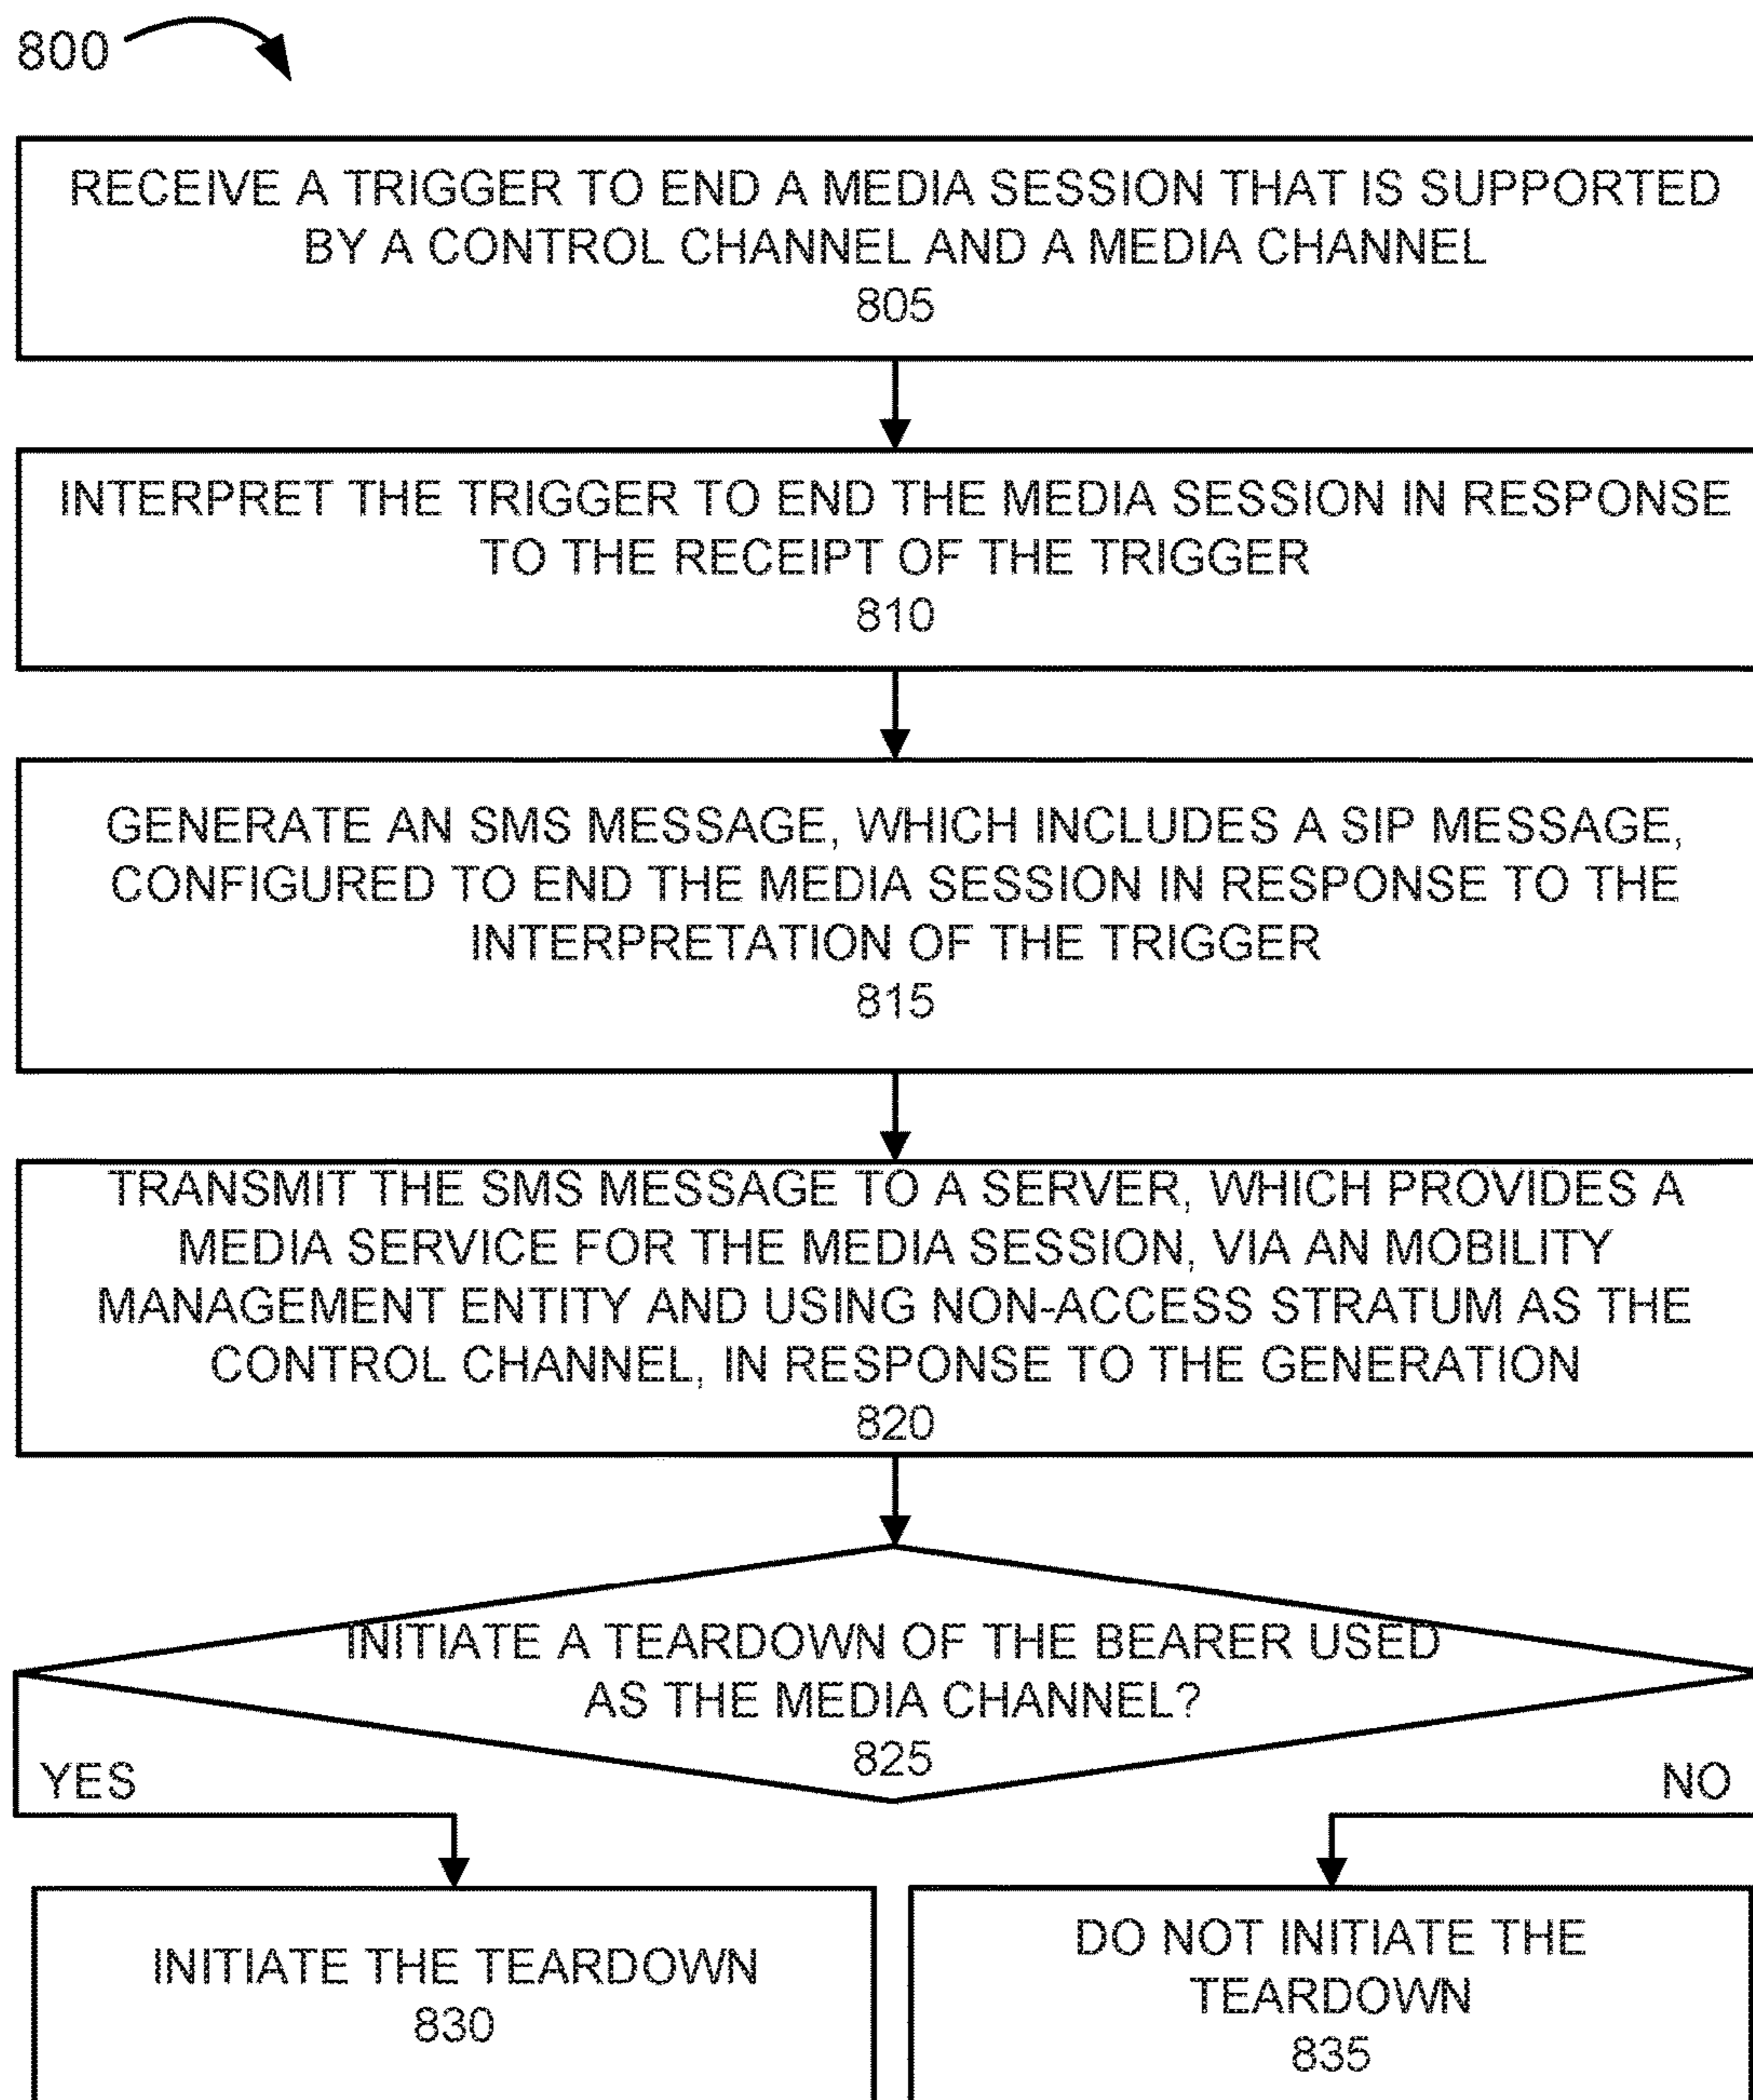 800
RECEIVE A TRIGGER TO END A MEDIA SESSION THAT IS SUPPORTED
BY A CONTROL CHANNEL AND A MEDIA CHANNEL
805
INTERPRET THE TRIGGER TO END THE MEDIA SESSION IN RESPONSE
TO THE RECEIPT OF THE TRIGGER
810
GENERATE AN SMS MESSAGE, WHICH INCLUDES A SIP MESSAGE,
CONFIGURED TO END THE MEDIA SESSION IN RESPONSE TO THE
INTERPRETATION OF THE TRIGGER
815
TRANSMIT THE SMS MESSAGE TO A SERVER, WHICH PROVIDES A
MEDIA SERVICE FOR THE MEDIA SESSION, VIA AN MOBILITY
MANAGEMENT ENTITY AND USING NON-ACCESS STRATUM AS THE
CONTROL CHANNEL, IN RESPONSE TO THE GENERATION
820
INITIATE A TEARDOWN OF THE BEARER USED
AS THE MEDIA CHANNEL?
825
YES
NO
INITIATE THE TEARDOWN
830
DO NOT INITIATE THE
TEARDOWN
835